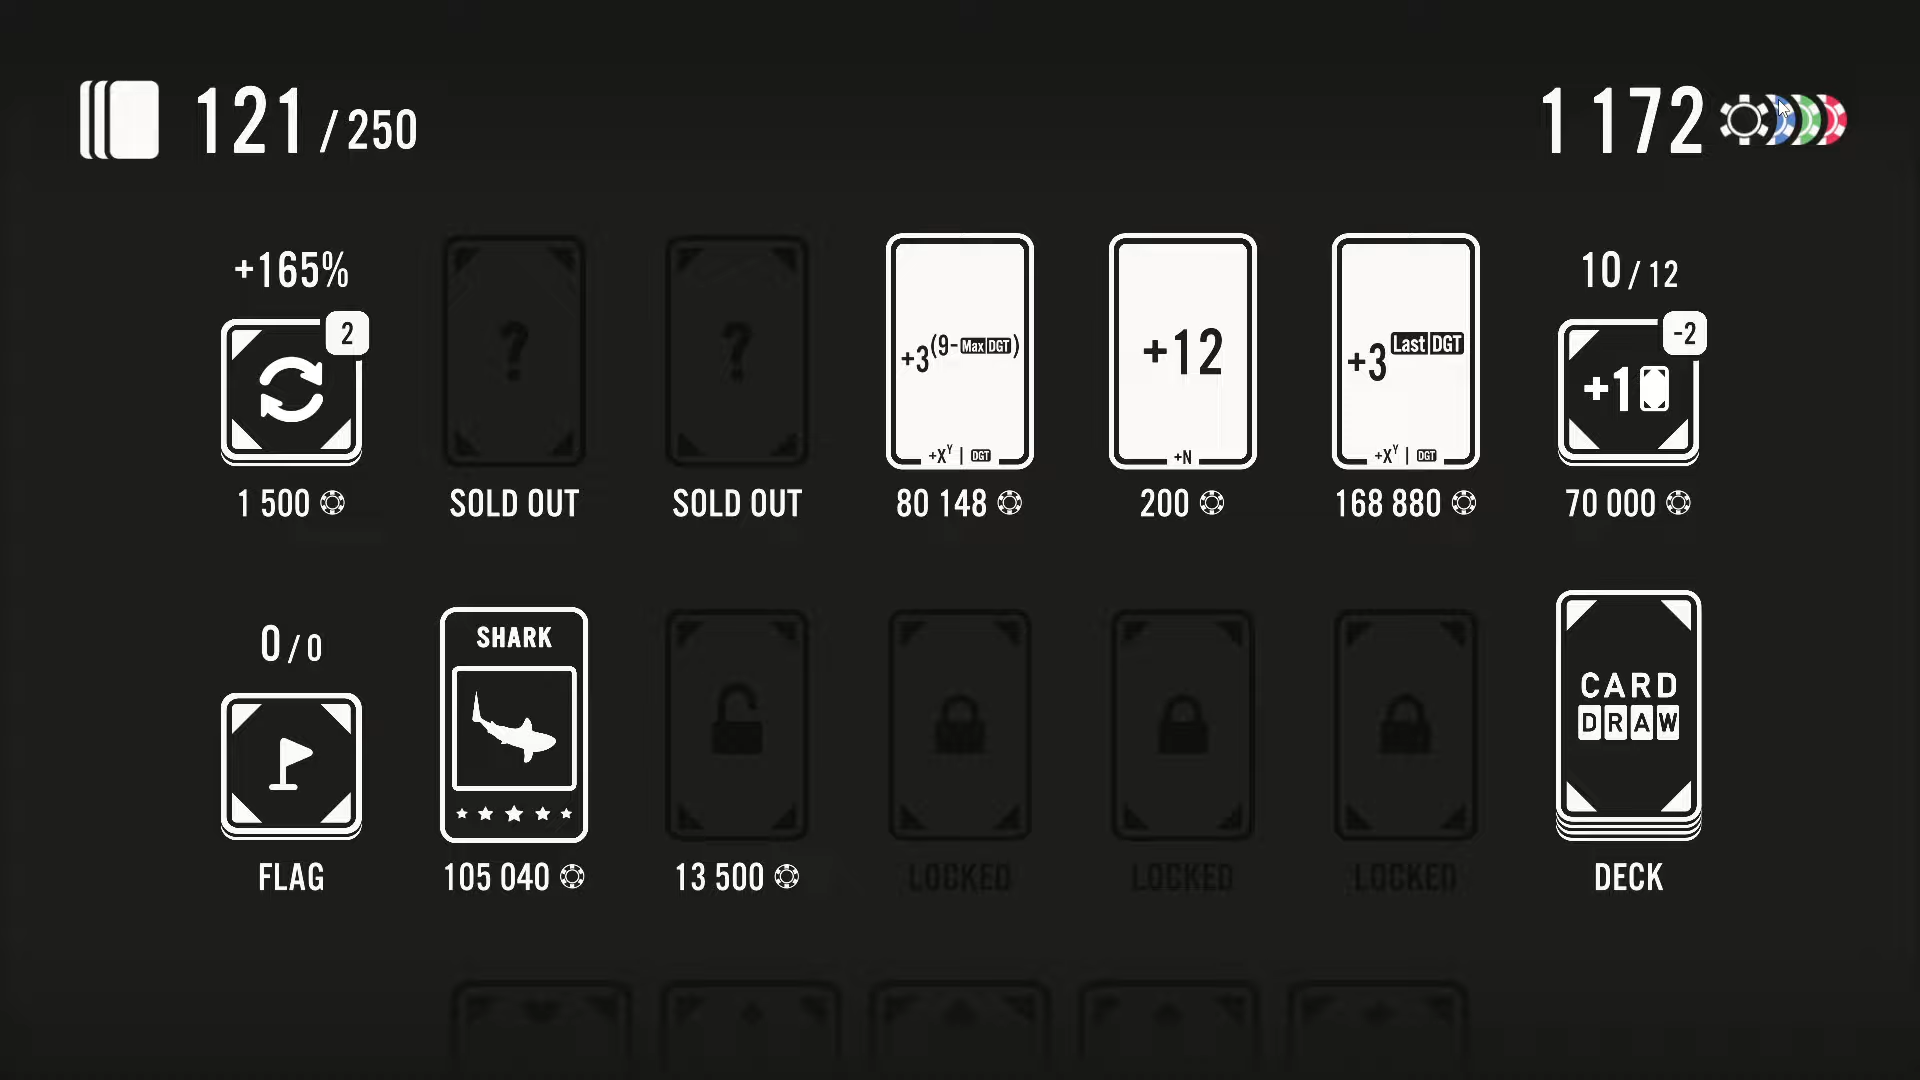 121 / 250
1 172
+165%
2
?
SOLD OUT
?
SOLD OUT
+3(9-Max DGT)
+Xʸ | DGT
+12
+N
+3 Last DGT
+Xʸ | DGT
10 / 12
-2
+1
1 500
80 148
200
168 880
70 000
0 / 0
FLAG
SHARK
105 040
13 500
LOCKED
LOCKED
LOCKED
CARD
DRAW
DECK